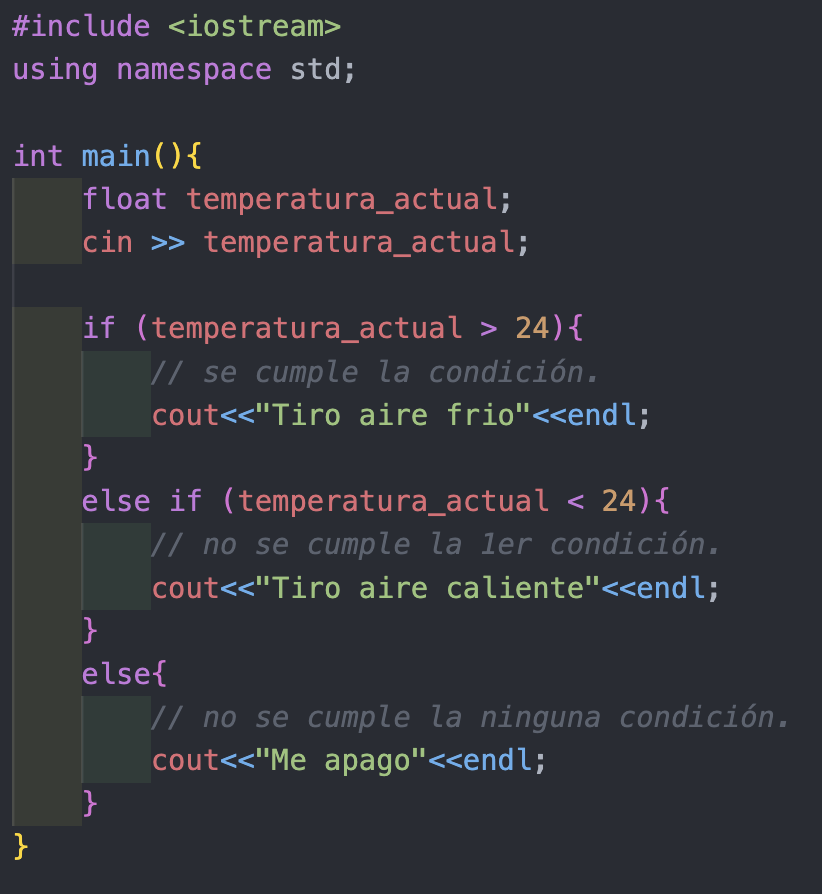 #include <iostream>
using namespace std;

int main(){
    float temperatura_actual;
    cin >> temperatura_actual;

    if (temperatura_actual > 24){
        // se cumple la condición.
        cout<<"Tiro aire frio"<<endl;
    }
    else if (temperatura_actual < 24){
        // no se cumple la 1er condición.
        cout<<"Tiro aire caliente"<<endl;
    }
    else{
        // no se cumple la ninguna condición.
        cout<<"Me apago"<<endl;
    }
}